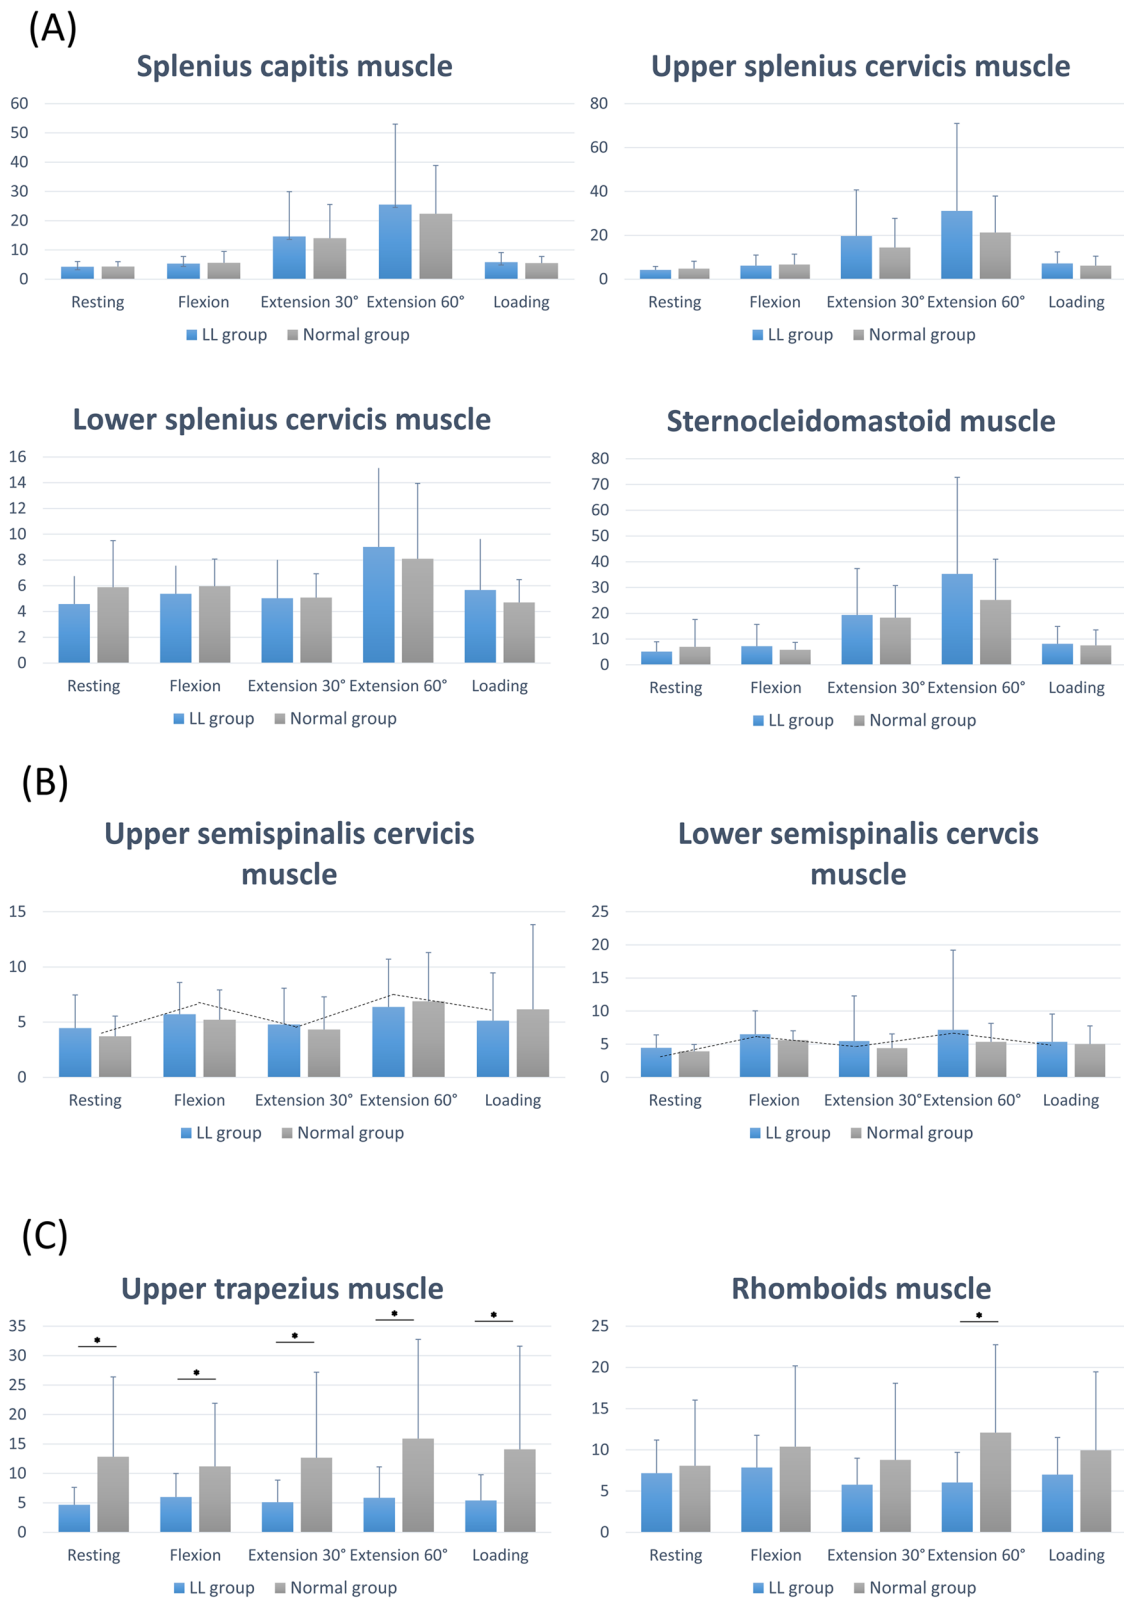 (A)
Splenius capitis muscle
60
50
40
30
20
10
0
Resting Flexion Extension 30° Extension 60° Loading
LL group Normal group
Upper splenius cervicis muscle
80
60
40
20
0
Resting Flexion Extension 30° Extension 60° Loading
LL group Normal group
Lower splenius cervicis muscle
16
14
12
10
8
6
4
2
0
Resting Flexion Extension 30° Extension 60° Loading
LL group Normal group
Sternocleidomastoid muscle
80
70
60
50
40
30
20
10
0
Resting Flexion Extension 30° Extension 60° Loading
LL group Normal group
(B)
Upper semispinalis cervicis
muscle
15
10
5
0
Resting Flexion Extension 30° Extension 60° Loading
LL group Normal group
Lower semispinalis cervcis
muscle
25
20
15
10
5
0
Resting Flexion Extension 30° Extension 60° Loading
LL group Normal group
(C)
Upper trapezius muscle
35
30
25
20
15
10
5
0
* * * * *
Resting Flexion Extension 30° Extension 60° Loading
LL group Normal group
Rhomboids muscle
25
20
15
10
5
0
*
Resting Flexion Extension 30° Extension 60° Loading
LL group Normal group